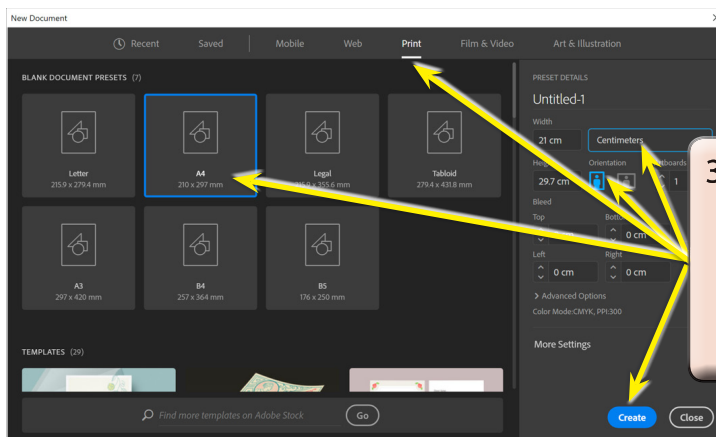 New Document
Recent Saved Mobile Web Print Film & Video Art & Illustration
BLANK DOCUMENT PRESETS (7)
Letter
215.9 x 279.4 mm
A4
210 x 297 mm
Legal
355.6 mm
Tabloid
279.4 x 431.8 mm
A3
297 x 420 mm
B4
257 x 364 mm
B5
176 x 250 mm
TEMPLATES (29)
Find more templates on Adobe Stock Go
PRESET DETAILS
Untitled-1
Width
21 cm Centimeters
Orientation
29.7 cm 1
Bleed
Top
0 cm
Left Right
0 cm 0 cm
> Advanced Options
Color Mode:CMYK, PPI:300
More Settings
3
Create Close